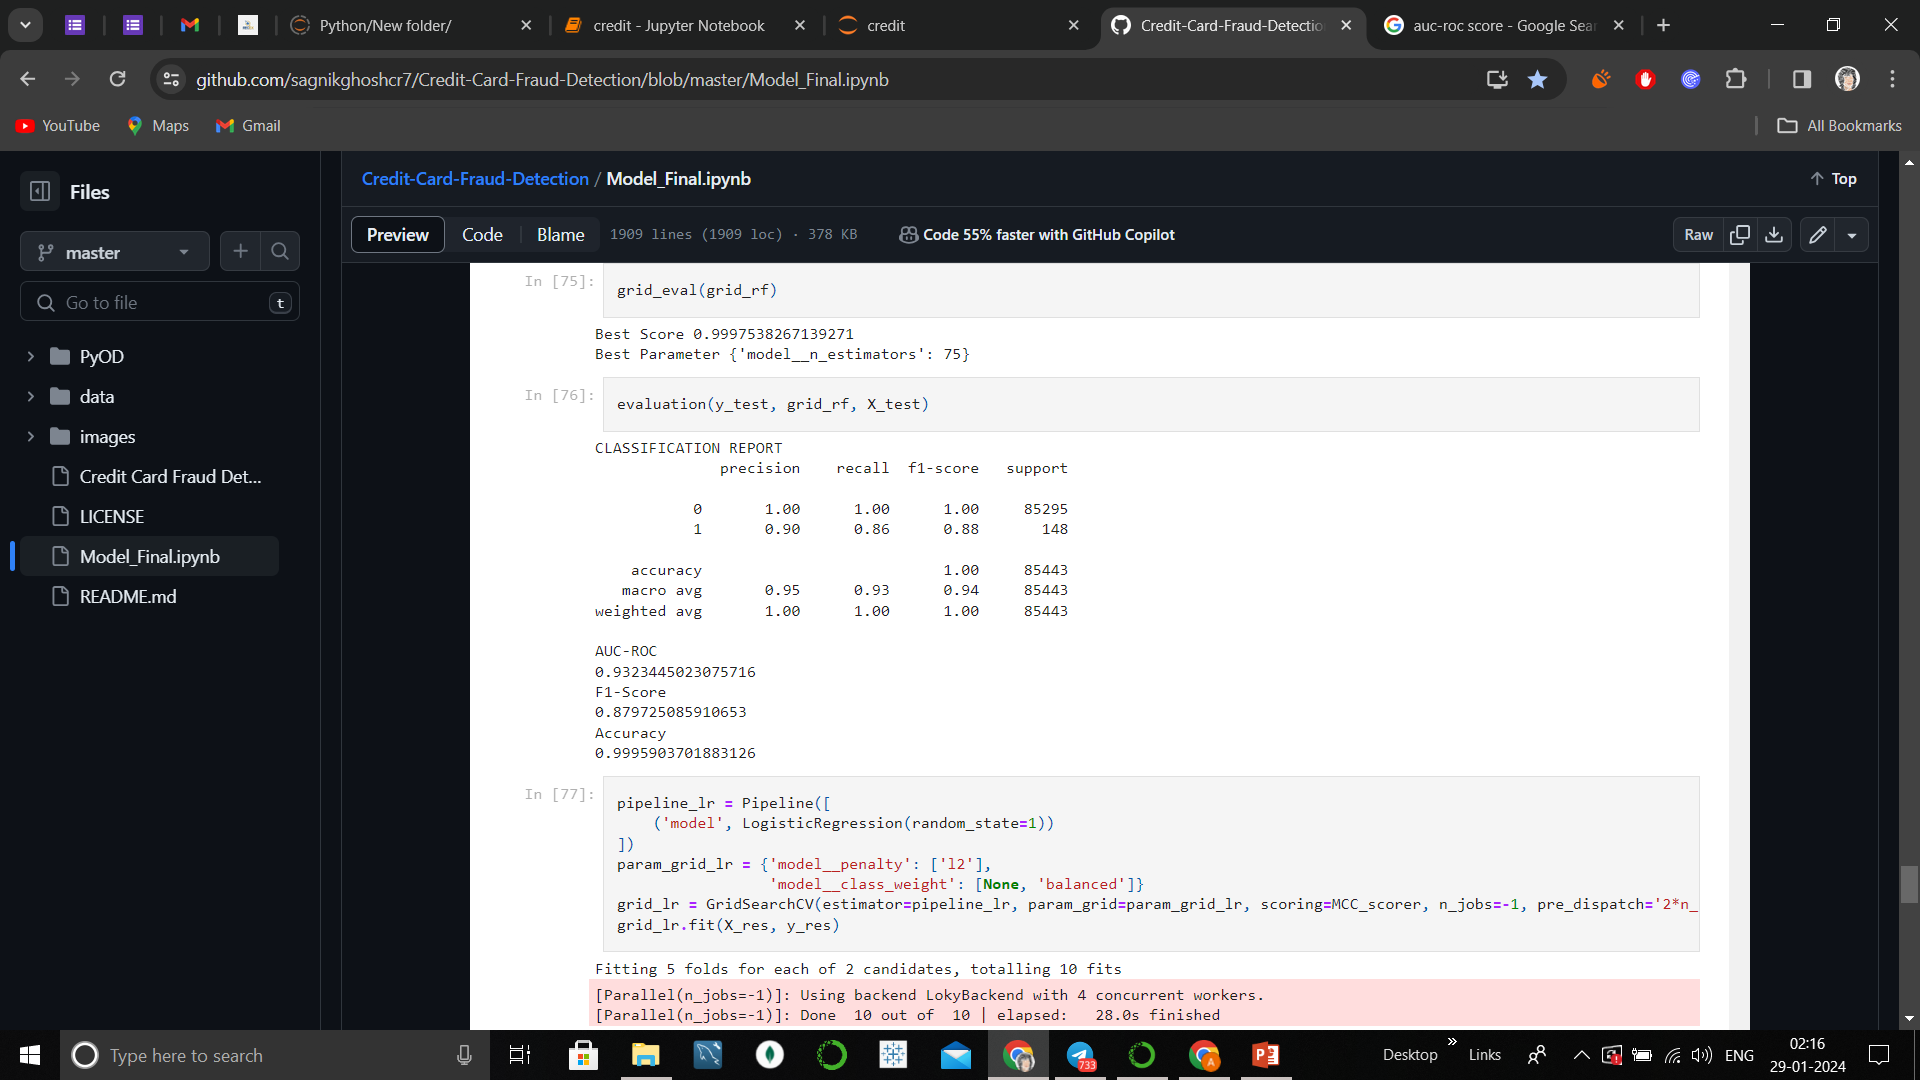 Python/New folder/
credit - Jupyter Notebook
credit
Credit-Card-Fraud-Detectio
auc-roc score - Google Sea
github.com/sagnikghoshcr7/Credit-Card-Fraud-Detection/blob/master/Model_Final.ipynb
YouTube
Maps
Gmail
All Bookmarks
Files
Credit-Card-Fraud-Detection / Model_Final.ipynb
Top
master
Preview
Code
Blame
1909 lines (1909 loc) · 378 KB
Code 55% faster with GitHub Copilot
Raw
Go to file
t
PyOD
data
images
Credit Card Fraud Det...
LICENSE
Model_Final.ipynb
README.md
In [75]:
grid_eval(grid_rf)
Best Score 0.9997538267139271
Best Parameter {'model__n_estimators': 75}
In [76]:
evaluation(y_test, grid_rf, X_test)
CLASSIFICATION REPORT
precision recall f1-score support
0 1.00 1.00 1.00 85295
1 0.90 0.86 0.88 148
accuracy 1.00 85443
macro avg 0.95 0.93 0.94 85443
weighted avg 1.00 1.00 1.00 85443
AUC-ROC
0.9323445023075716
F1-Score
0.879725085910653
Accuracy
0.9995903701883126
In [77]:
pipeline_lr = Pipeline([
('model', LogisticRegression(random_state=1))
])
param_grid_lr = {'model__penalty': ['l2'],
'model__class_weight': [None, 'balanced']}
grid_lr = GridSearchCV(estimator=pipeline_lr, param_grid=param_grid_lr, scoring=MCC_scorer, n_jobs=-1, pre_dispatch='2*n_
grid_lr.fit(X_res, y_res)
Fitting 5 folds for each of 2 candidates, totalling 10 fits
[Parallel(n_jobs=-1)]: Using backend LokyBackend with 4 concurrent workers.
[Parallel(n_jobs=-1)]: Done 10 out of 10 | elapsed: 28.0s finished
Type here to search
733
Desktop
Links
ENG
02:16
29-01-2024